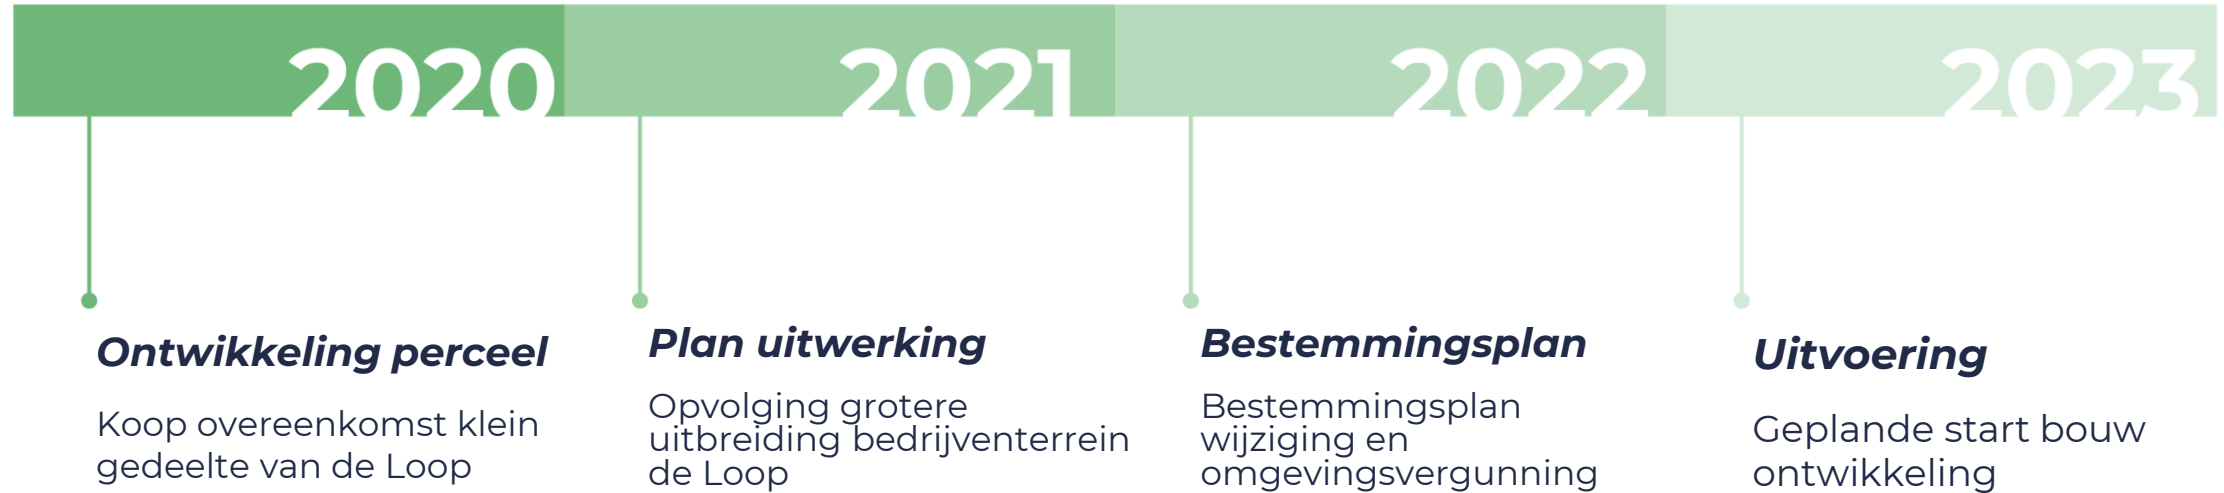 2020
2021
2022
2023
Ontwikkeling perceel
Koop overeenkomst klein
gedeelte van de Loop
Plan uitwerking
Opvolging grotere
uitbreiding bedrijventerrein
de Loop
Bestemmingsplan
Bestemmingsplan
wijziging en
omgevingsvergunning
Uitvoering
Geplande start bouw
ontwikkeling